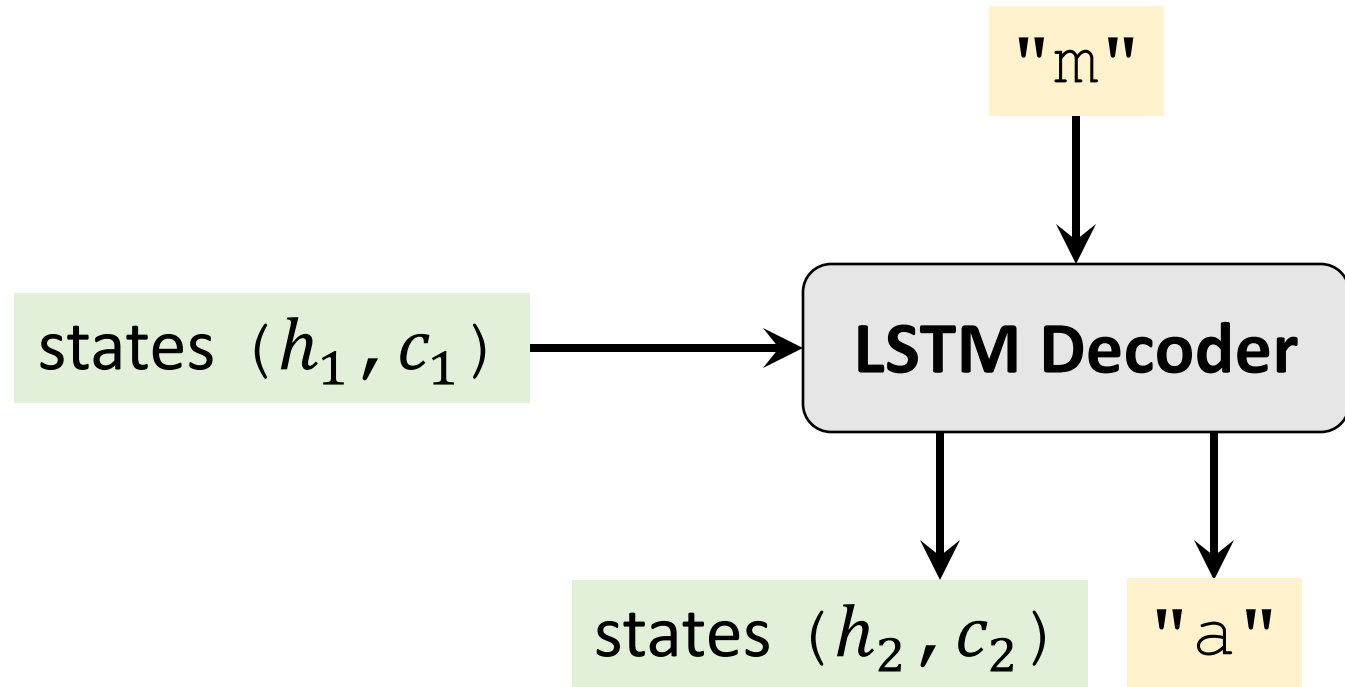 "m"
states (h₁, c₁)
LSTM Decoder
states (h₂, c₂)
"a"